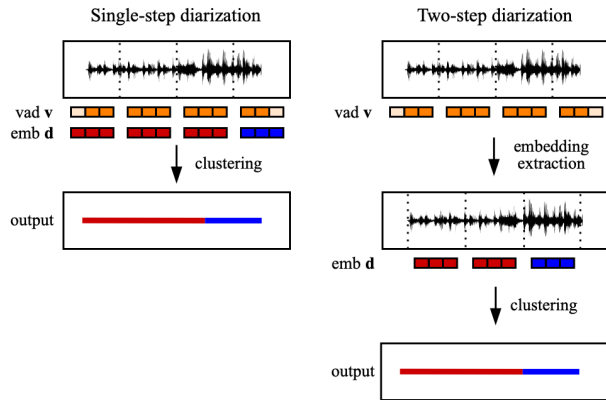 Single-step diarization
vad v
emb d
clustering
output
Two-step diarization
vad v
embedding
extraction
emb d
clustering
output